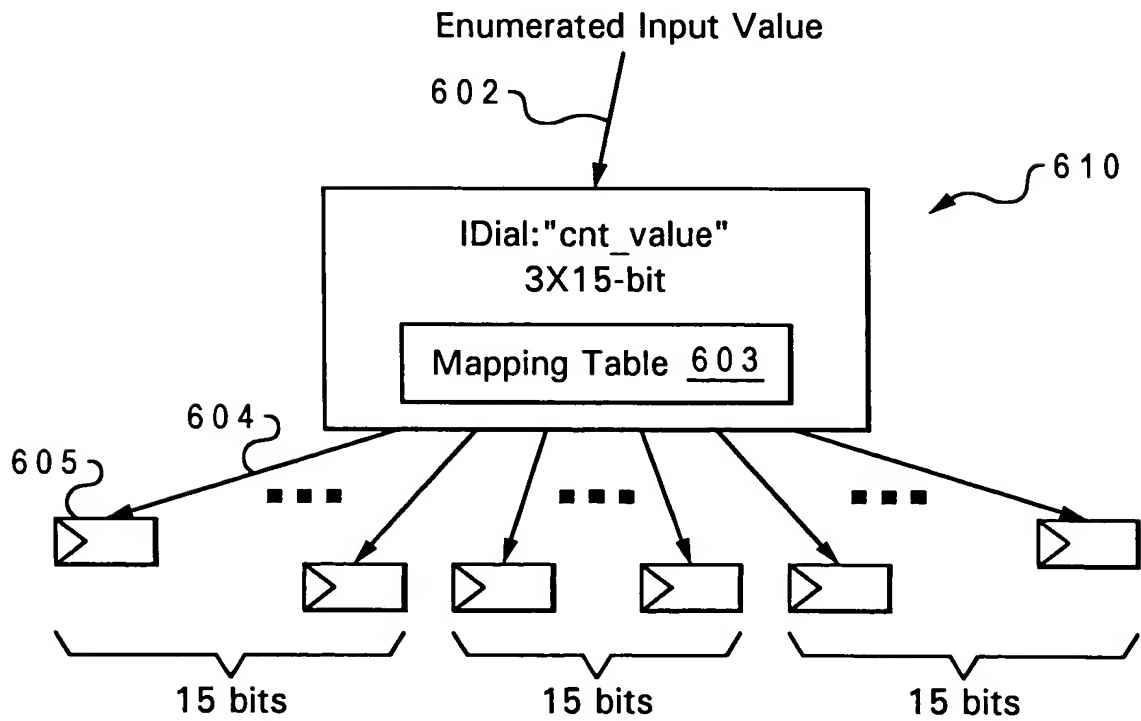 Enumerated Input Value
602
610
IDial:"cnt_value"
3X15-bit
Mapping Table 603
604
605
15 bits
15 bits
15 bits